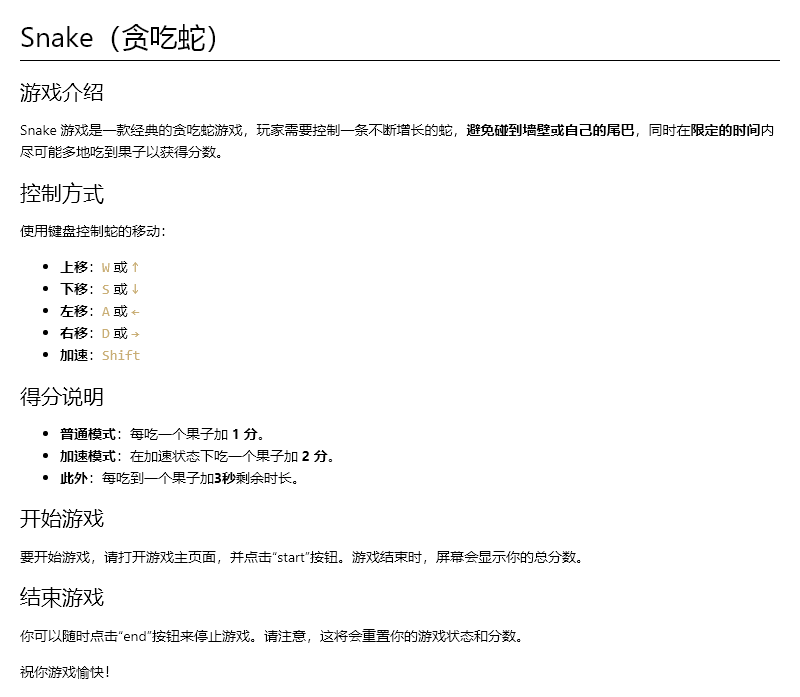 Snake（贪吃蛇）
游戏介绍
Snake 游戏是一款经典的贪吃蛇游戏，玩家需要控制一条不断增长的蛇，避免碰到墙壁或自己的尾巴，同时在限定的时间内
尽可能多地吃到果子以获得分数。
控制方式
使用键盘控制蛇的移动：
• 上移：W 或 ↑
• 下移：S 或 ↓
• 左移：A 或 ←
• 右移：D 或 →
• 加速：Shift
得分说明
• 普通模式：每吃一个果子加 1 分。
• 加速模式：在加速状态下吃一个果子加 2 分。
• 此外：每吃到一个果子加3秒剩余时长。
开始游戏
要开始游戏，请打开游戏主页面，并点击“start”按钮。游戏结束时，屏幕会显示你的总分数。
结束游戏
你可以随时点击“end”按钮来停止游戏。请注意，这将会重置你的游戏状态和分数。
祝你游戏愉快！